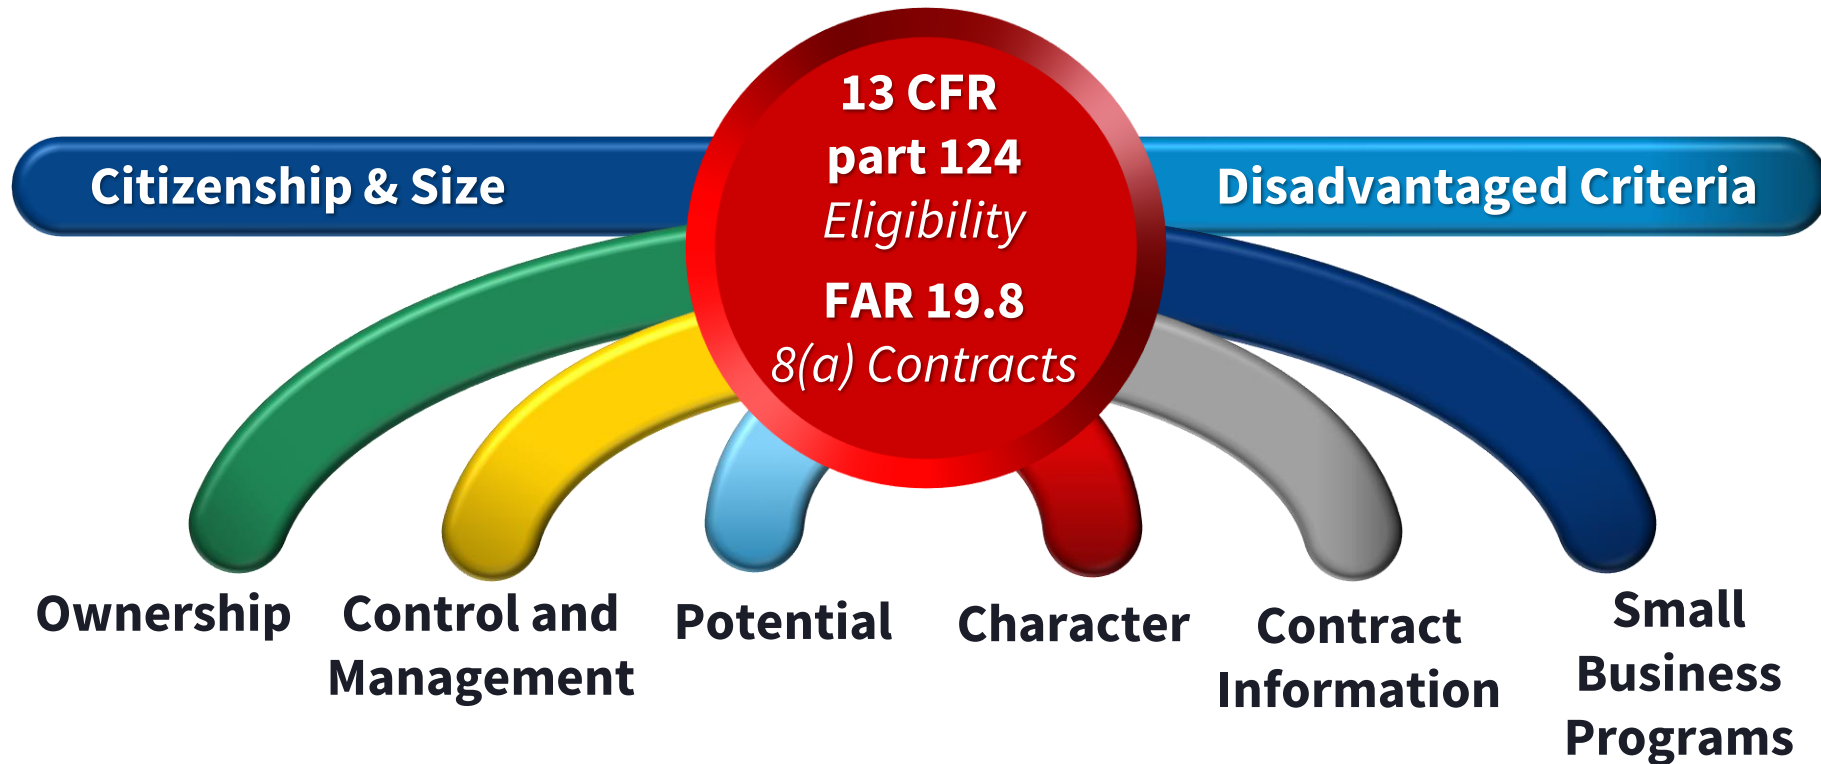 13 CFR
part 124
Eligibility
FAR 19.8
8(a) Contracts
Citizenship & Size
Disadvantaged Criteria
Ownership
Control and
Management
Potential
Character
Contract
Information
Small
Business
Programs